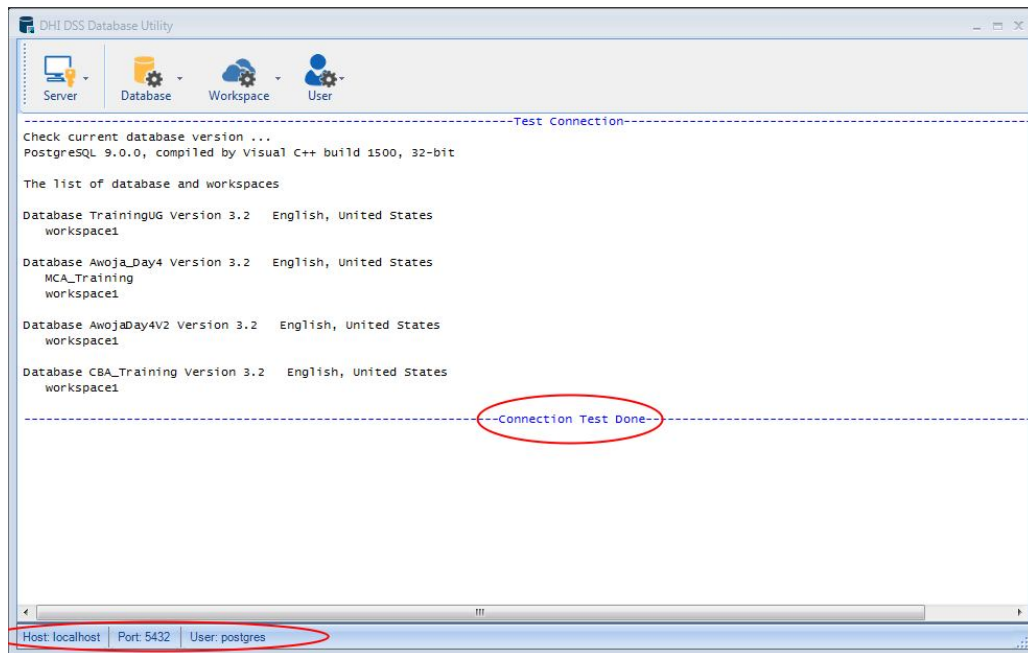 DHI DSS Database Utility
Server Database Workspace User
--Test Connection--
Check current database version ...
PostgreSQL 9.0.0, compiled by Visual C++ build 1500, 32-bit
The list of database and workspaces
Database TrainingUG Version 3.2 English, United States
workspace1
Database Awoja_Day4 Version 3.2 English, United States
MCA_Training
workspace1
Database AwojaDay4V2 Version 3.2 English, United States
workspace1
Database CBA_Training Version 3.2 English, United States
workspace1
--Connection Test Done--
Host: localhost Port: 5432 User: postgres